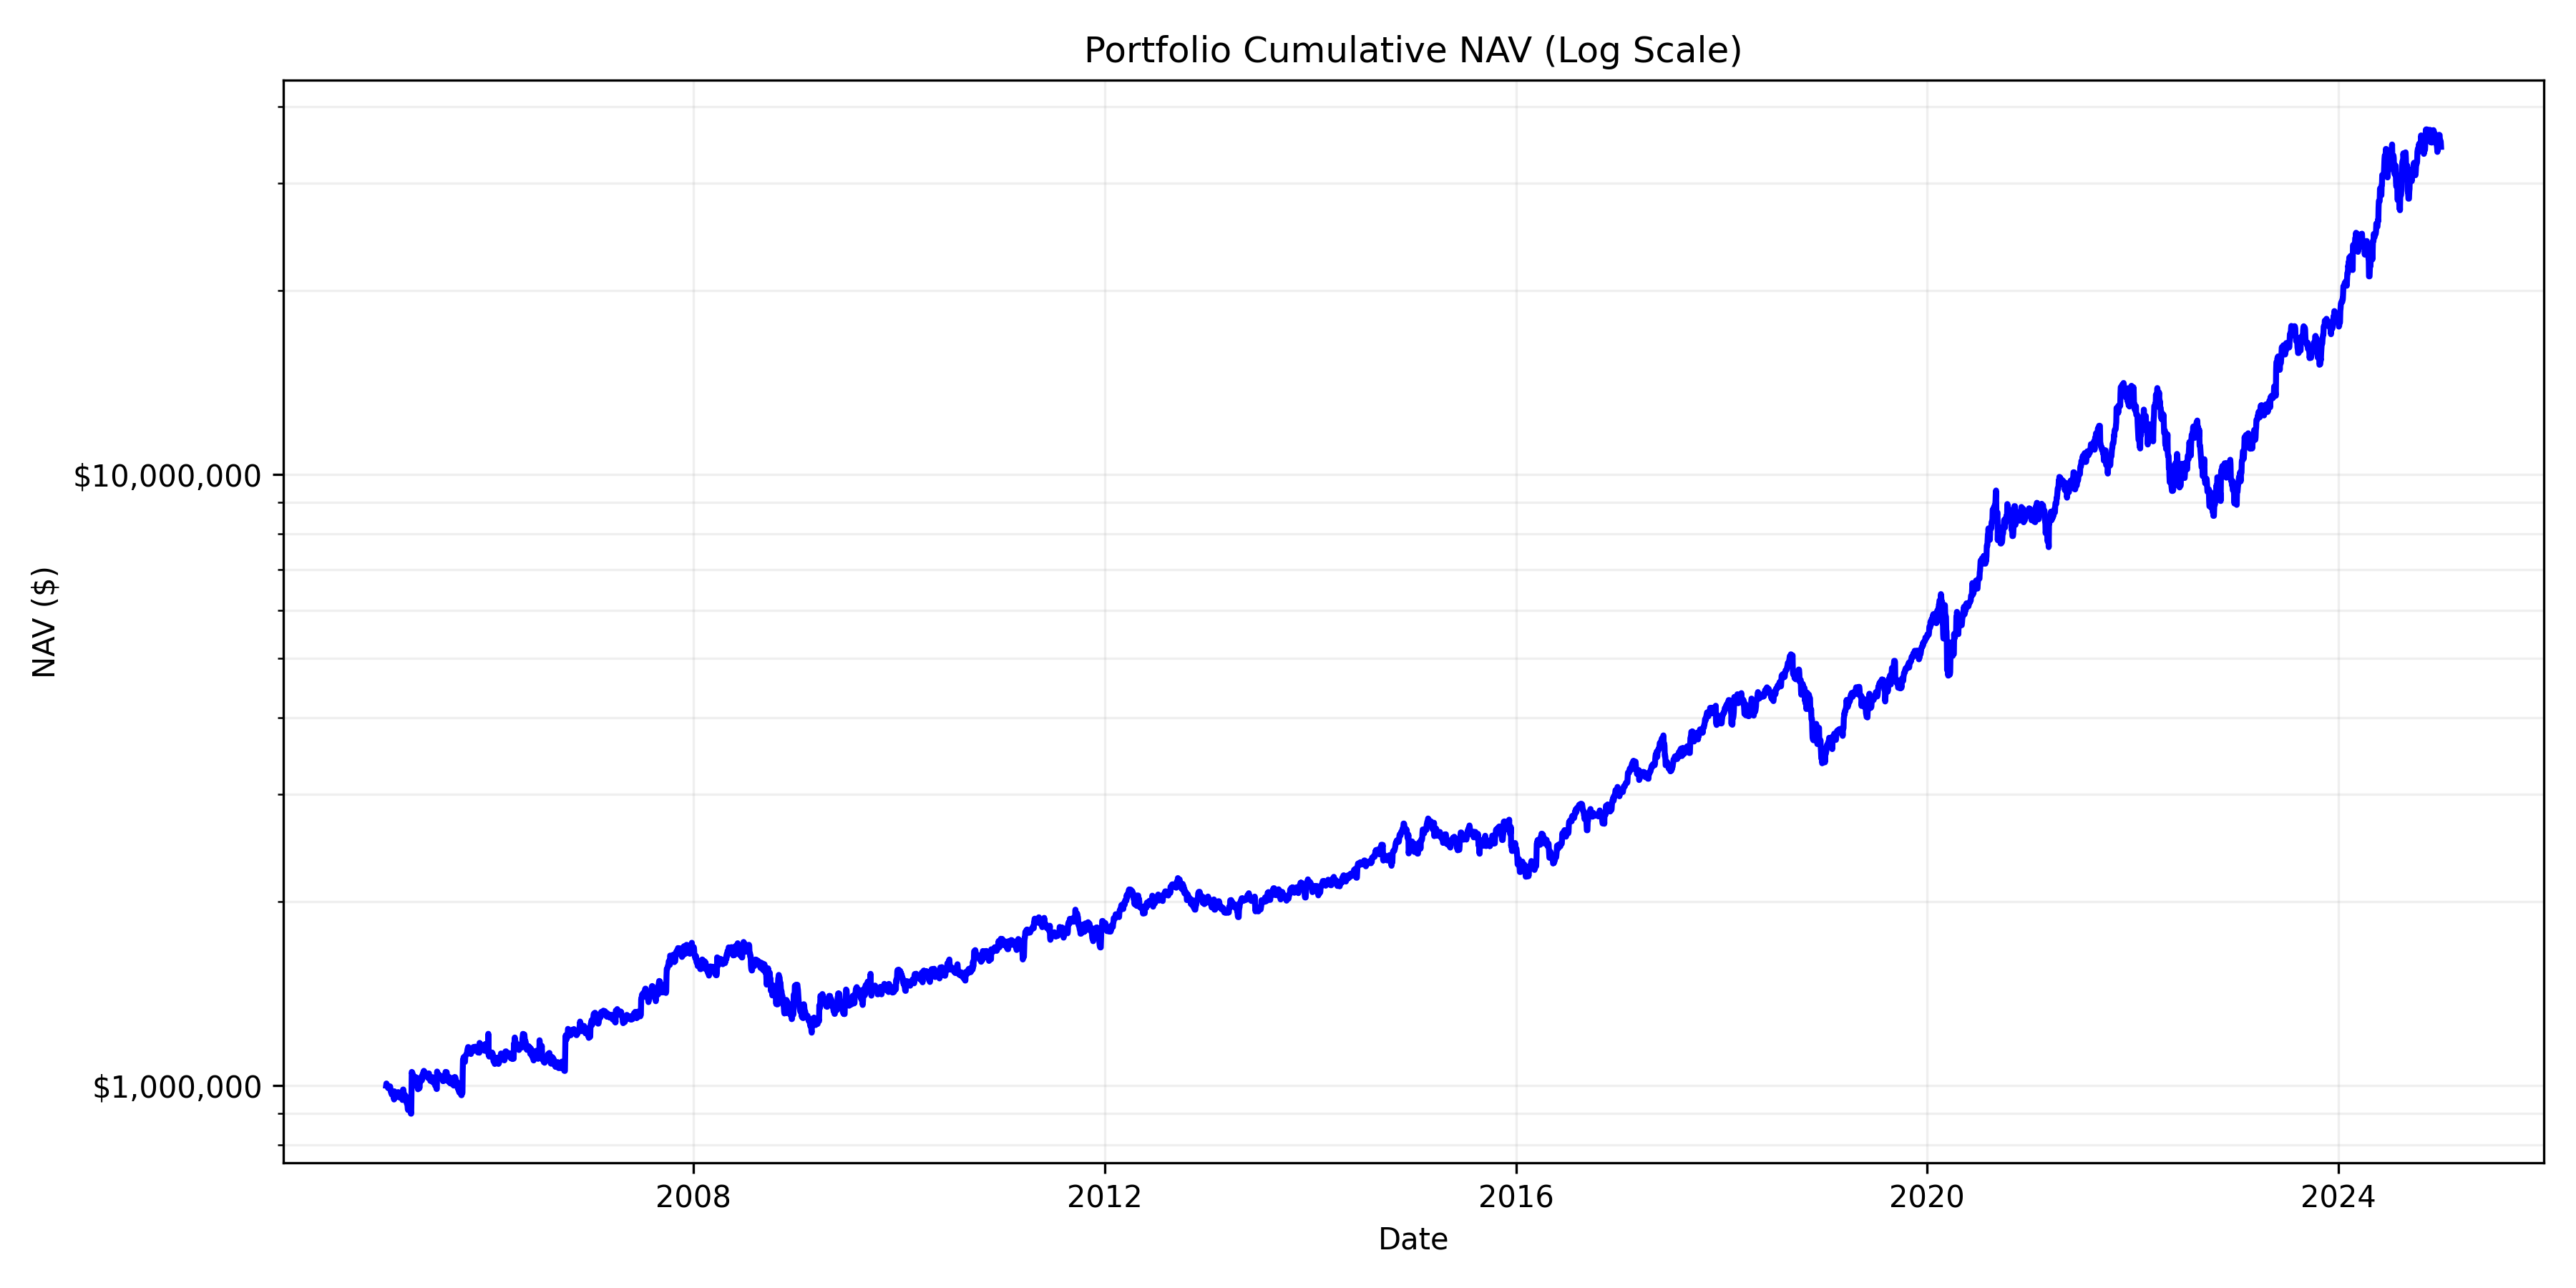 Portfolio Cumulative NAV (Log Scale)
NAV ($)
$10,000,000
$1,000,000
2008
2012
2016
2020
2024
Date